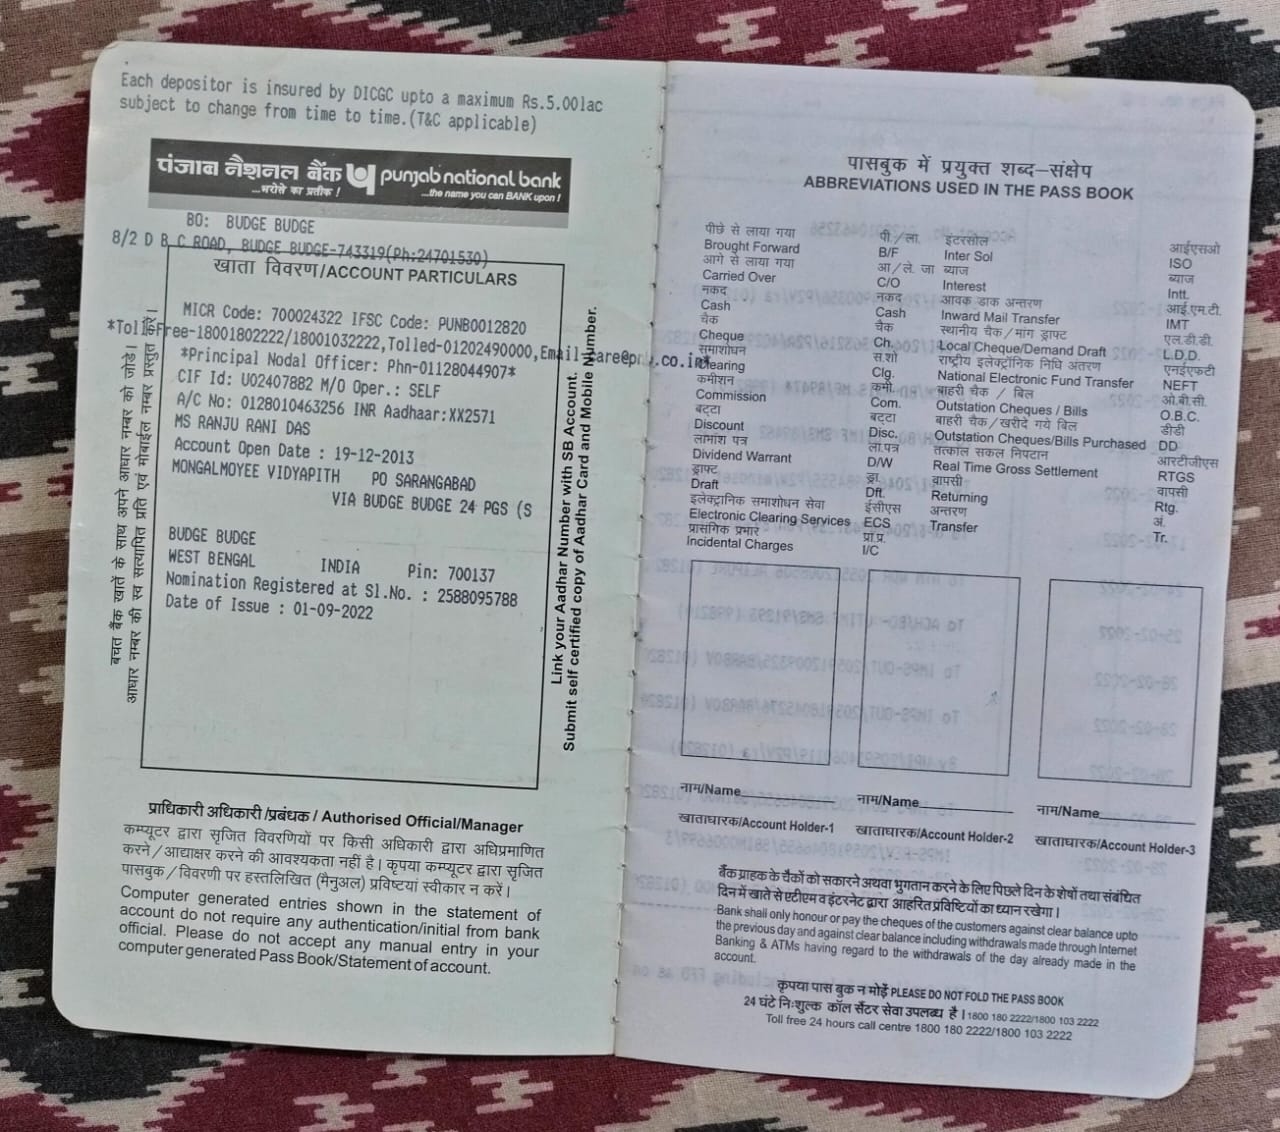 Each depositor is insured by DICGC upto a maximum Rs.5.00lac
subject to change from time to time.(T&C applicable)
पंजाब नैशनल बैंक punjab national bank
...भरोसे का प्रतीक ! ...the name you can BANK upon !
BO: BUDGE BUDGE
8/2 D B C ROAD, BUDGE BUDGE-743319(Ph:24701530)
खाता विवरण/ACCOUNT PARTICULARS
MICR Code: 700024322 IFSC Code: PUNB0012820
*Toll Free-18001802222/18001032222,Tolled-01202490000,Email care@pnb.co.in*
*Principal Nodal Officer: Phn-01128044907*
CIF Id: U02407882 M/O Oper.: SELF
A/C No: 0128010463256 INR Aadhaar:XX2571
MS RANJU RANI DAS
Account Open Date : 19-12-2013
MONGALMOYEE VIDYAPITH PO SARANGABAD
VIA BUDGE BUDGE 24 PGS (S
BUDGE BUDGE
WEST BENGAL INDIA Pin: 700137
Nomination Registered at Sl.No. : 2588095788
Date of Issue : 01-09-2022
बचत बैंक खाते के साथ अपने आधार नम्बर को जोडे।
आधार नम्बर की स्व सत्यापित प्रति एवं मोबाईल नम्बर प्रस्तुत करें।
Link your Aadhar Number with SB Account.
Submit self certified copy of Aadhar Card and Mobile Number.
प्राधिकारी अधिकारी /प्रबंधक / Authorised Official/Manager
कम्प्यूटर द्वारा सृजित विवरणियों पर किसी अधिकारी द्वारा अधिप्रमाणित
करने / आद्याक्षर करने की आवश्यकता नहीं है। कृपया कम्प्यूटर द्वारा सृजित
पासबुक / विवरणी पर हस्तलिखित (मैनुअल) प्रविष्टियां स्वीकार न करें।
Computer generated entries shown in the statement of
account do not require any authentication/initial from bank
official. Please do not accept any manual entry in your
computer generated Pass Book/Statement of account.
पासबुक में प्रयुक्त शब्द–संक्षेप
ABBREVIATIONS USED IN THE PASS BOOK
पीछे से लाया गया पी./ला. इंटरसोल आईएसओ
Brought Forward B/F Inter Sol ISO
आगे से लाया गया आ/ले. जा ब्याज ब्याज
Carried Over C/O Interest Intt.
नकद नकद आवक डाक अन्तरण आई.एम.टी.
Cash Cash Inward Mail Transfer IMT
चैक चैक स्थानीय चैक/मांग ड्राफ्ट एल.डी.डी.
Cheque Ch. Local Cheque/Demand Draft L.D.D.
समाशोधन स.शो राष्ट्रीय इलेक्ट्रॉनिक निधि अंतरण एनईएफटी
Clearing Clg. National Electronic Fund Transfer NEFT
कमीशन कमी. बाहरी चैक / बिल ओ.बी.सी.
Commission Com. Outstation Cheques / Bills O.B.C.
बट्टा बट्टा बाहरी चैक/खरीदे गये बिल डीडी
Discount Disc. Outstation Cheques/Bills Purchased DD
लाभांश पत्र ला.पत्र तत्काल सकल निपटान आरटीजीएस
Dividend Warrant D/W Real Time Gross Settlement RTGS
ड्राफ्ट ड्रा. वापसी वापसी
Draft Dft. Returning Rtg.
इलेक्ट्रानिक समाशोधन सेवा ईसीएस अन्तरण अं.
Electronic Clearing Services ECS Transfer Tr.
प्रासंगिक प्रभार प्रा.प्र.
Incidental Charges I/C
नाम/Name नाम/Name नाम/Name
खाताधारक/Account Holder-1 खाताधारक/Account Holder-2 खाताधारक/Account Holder-3
बैंक ग्राहक के चैकों को सकारने अथवा भुगतान करने के लिए पिछले दिन के शेषों तथा संबंधित
दिन में खाते से एटीएम व इंटरनेट द्वारा आहरित प्रविष्टियों का ध्यान रखेगा।
Bank shall only honour or pay the cheques of the customers against clear balance upto
the previous day and against clear balance including withdrawals made through Internet
Banking & ATMs having regard to the withdrawals of the day already made in the
account.
कृपया पास बुक न मोड़ें PLEASE DO NOT FOLD THE PASS BOOK
24 घंटे निःशुल्क कॉल सेंटर सेवा उपलब्ध है। 1800 180 2222/1800 103 2222
Toll free 24 hours call centre 1800 180 2222/1800 103 2222